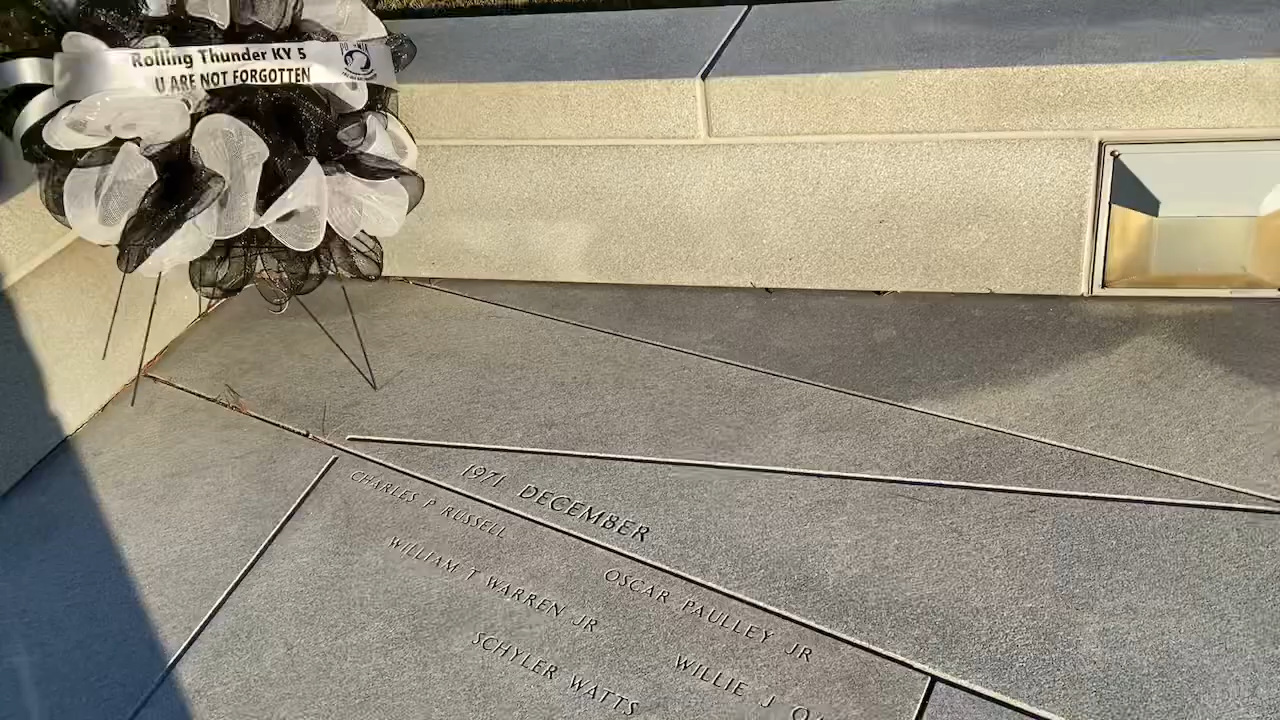 Rolling Thunder KY 5
U ARE NOT FORGOTTEN
1971 DECEMBER
CHARLES P RUSSELL
WILLIAM T WARREN JR
SCHYLER WATTS
OSCAR PAULLEY JR
WILLIE J